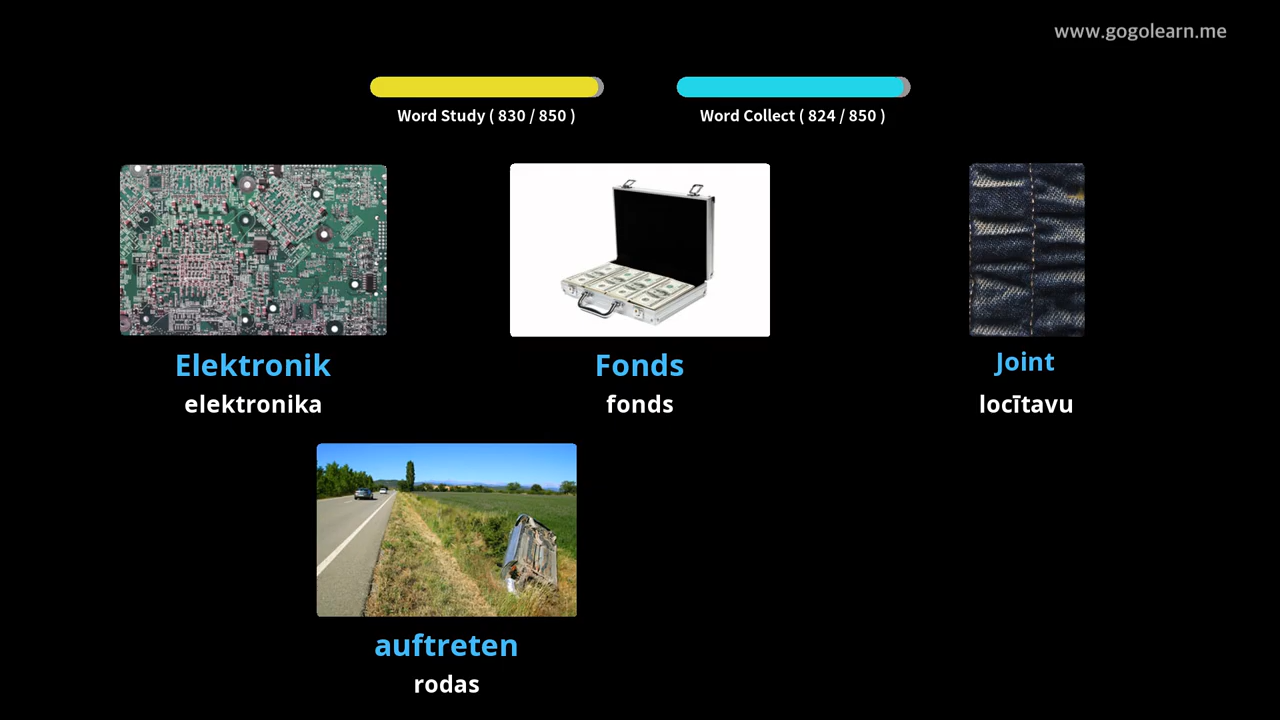 www.gogolearn.me
Word Study ( 830 / 850 )
Word Collect ( 824 / 850 )
Elektronik
elektronika
Fonds
fonds
Joint
locītavu
auftreten
rodas